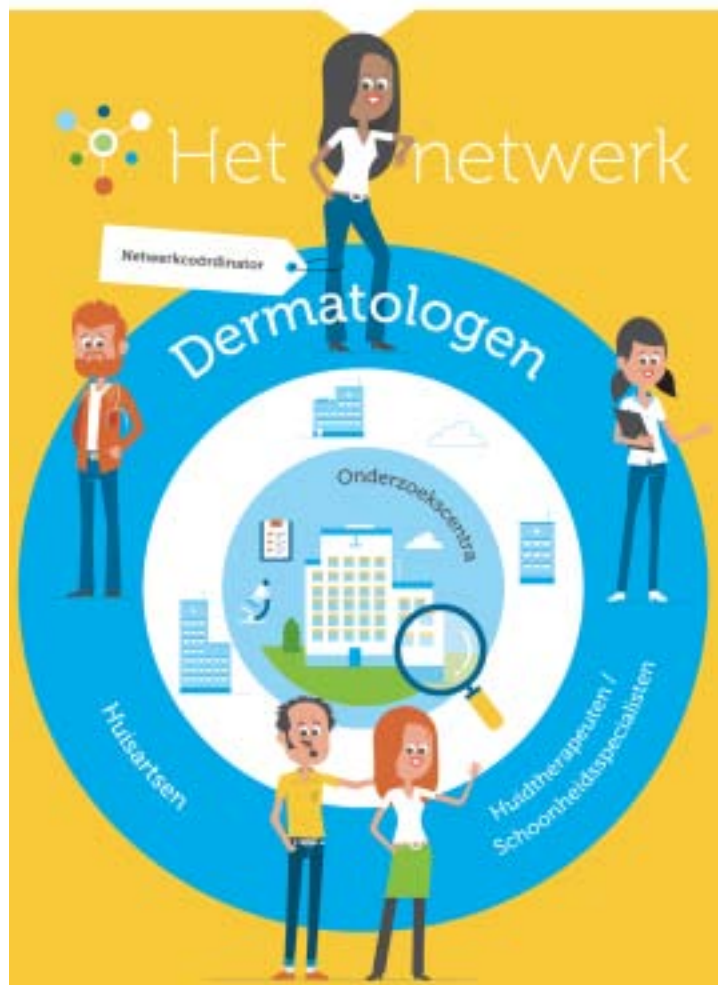 Het netwerk
Netwerkcoördinator
Dermatologen
Onderzoekscentra
Huisartsen
Huidtherapeuten /
Schoonheidsspecialisten